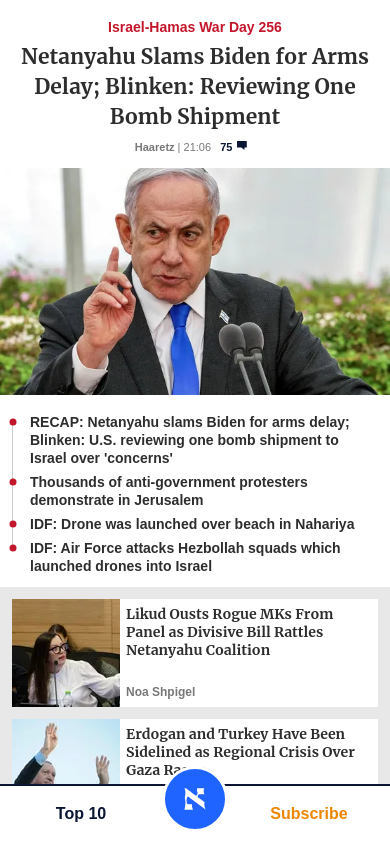 Israel-Hamas War Day 256
Netanyahu Slams Biden for Arms
Delay; Blinken: Reviewing One
Bomb Shipment
Haaretz | 21:06 75
RECAP: Netanyahu slams Biden for arms delay;
Blinken: U.S. reviewing one bomb shipment to
Israel over 'concerns'
Thousands of anti-government protesters
demonstrate in Jerusalem
IDF: Drone was launched over beach in Nahariya
IDF: Air Force attacks Hezbollah squads which
launched drones into Israel
Likud Ousts Rogue MKs From
Panel as Divisive Bill Rattles
Netanyahu Coalition
Noa Shpigel
Erdogan and Turkey Have Been
Sidelined as Regional Crisis Over
Gaza
Top 10
Subscribe